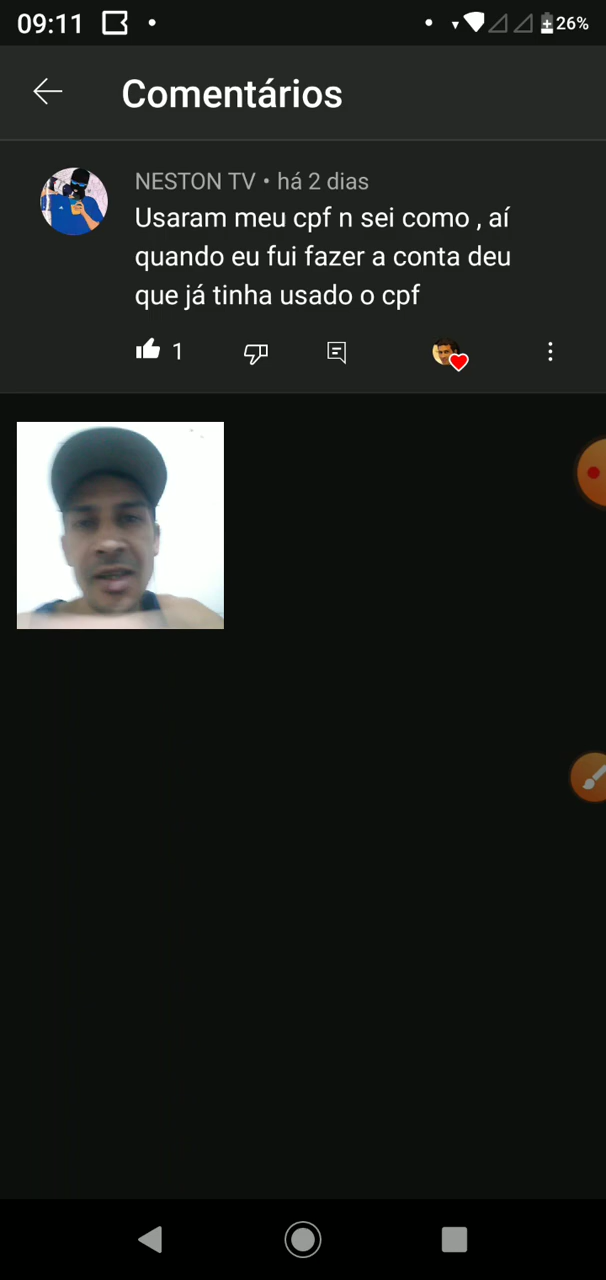 09:11
26%
Comentários
NESTON TV • há 2 dias
Usaram meu cpf n sei como , aí
quando eu fui fazer a conta deu
que já tinha usado o cpf
1